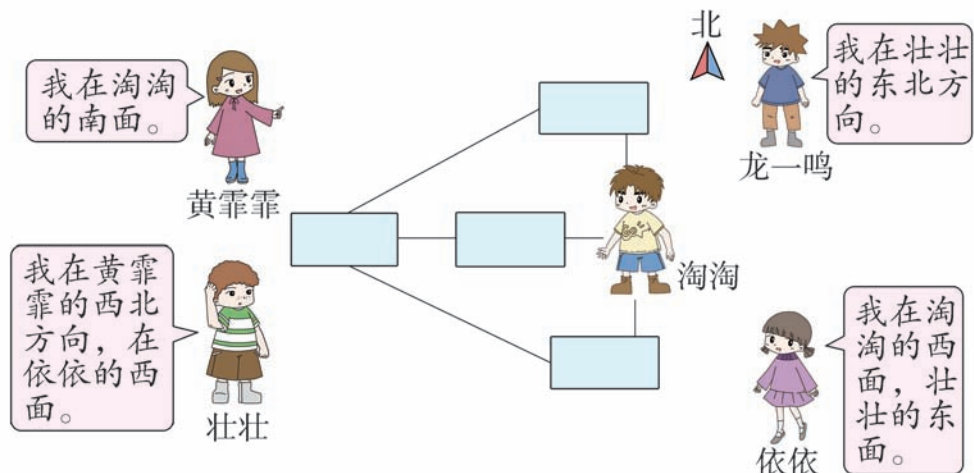 我在淘淘
的南面。
黄霏霏
北
我在壮壮
的东北方
向。
龙一鸣
我在黄霏
霏的西北
方向，在
依依的西
面。
壮壮
淘淘
我在淘
淘的西
面，壮
壮的东
面。
依依